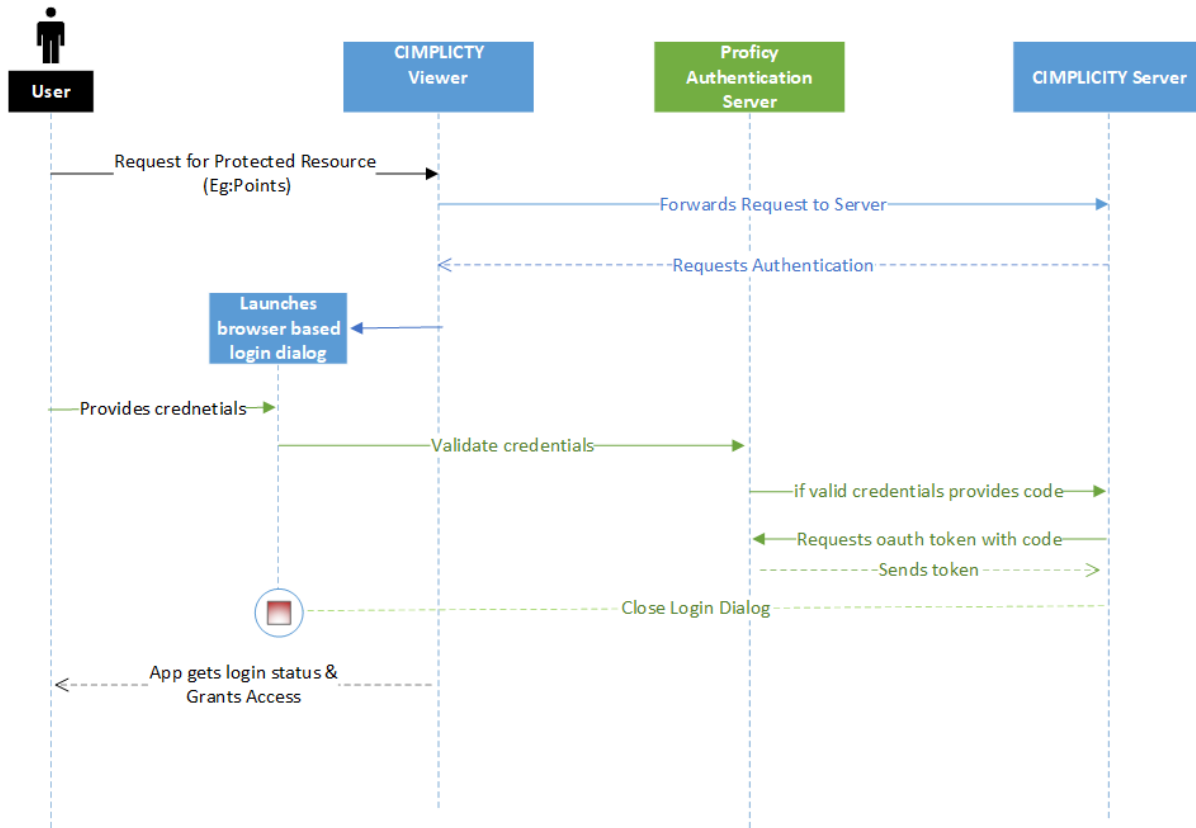 User
CIMPLICTY
Viewer
Proficy
Authentication
Server
CIMPLICITY Server
Request for Protected Resource
(Eg:Points)
Forwards Request to Server
Requests Authentication
Launches
browser based
login dialog
Provides crednetials
Validate credentials
if valid credentials provides code
Requests oauth token with code
Sends token
Close Login Dialog
App gets login status &
Grants Access